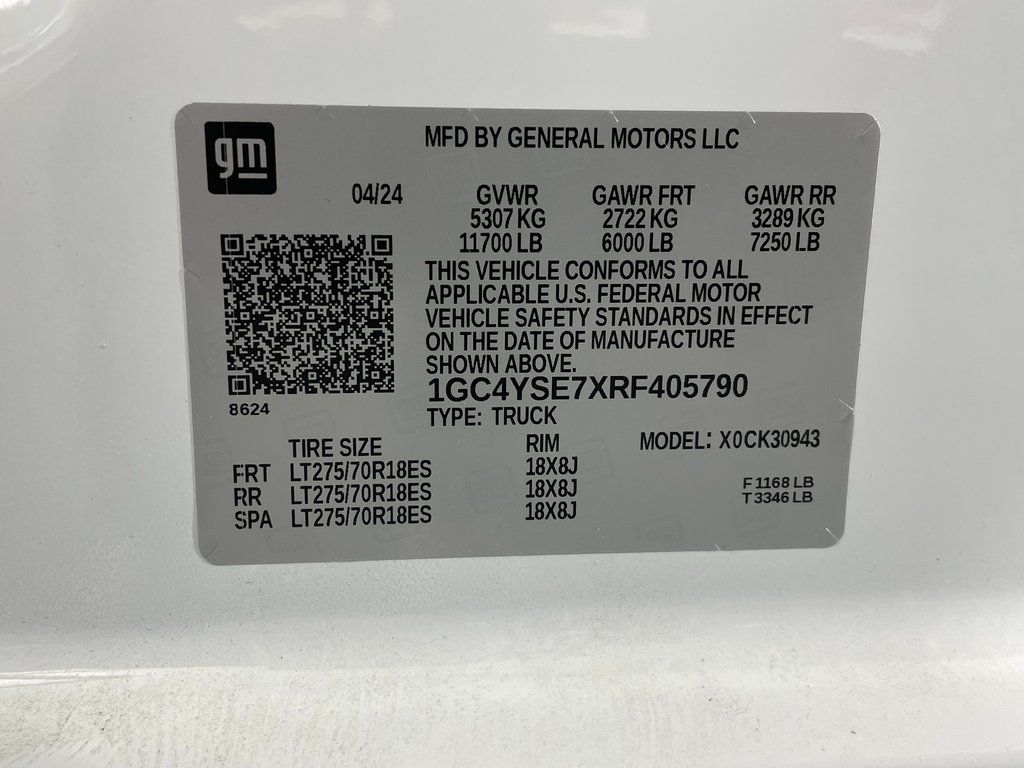 gm
MFD BY GENERAL MOTORS LLC
04/24 GVWR GAWR FRT GAWR RR
5307 KG 2722 KG 3289 KG
11700 LB 6000 LB 7250 LB
THIS VEHICLE CONFORMS TO ALL
APPLICABLE U.S. FEDERAL MOTOR
VEHICLE SAFETY STANDARDS IN EFFECT
ON THE DATE OF MANUFACTURE
SHOWN ABOVE.
1GC4YSE7XRF405790
8624
TYPE: TRUCK
TIRE SIZE RIM MODEL: X0CK30943
FRT LT275/70R18ES 18X8J
RR LT275/70R18ES 18X8J
SPA LT275/70R18ES 18X8J
F 1168 LB
T 3346 LB